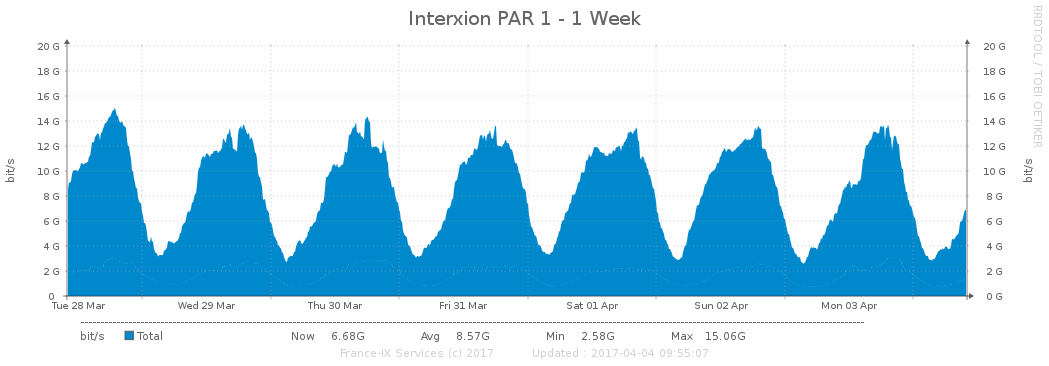 Interxion PAR 1 - 1 Week
RRDTOOL / TOBI OETIKER
bit/s
20 G 20 G
18 G 18 G
16 G 16 G
14 G 14 G
12 G 12 G
10 G 10 G
8 G 8 G
6 G 6 G
4 G 4 G
2 G 2 G
0 0 G
bit/s
Tue 28 Mar Wed 29 Mar Thu 30 Mar Fri 31 Mar Sat 01 Apr Sun 02 Apr Mon 03 Apr
bit/s Total Now 6.68G Avg 8.57G Min 2.58G Max 15.06G
France-IX Services (c) 2017 Updated : 2017-04-04 09:55:07